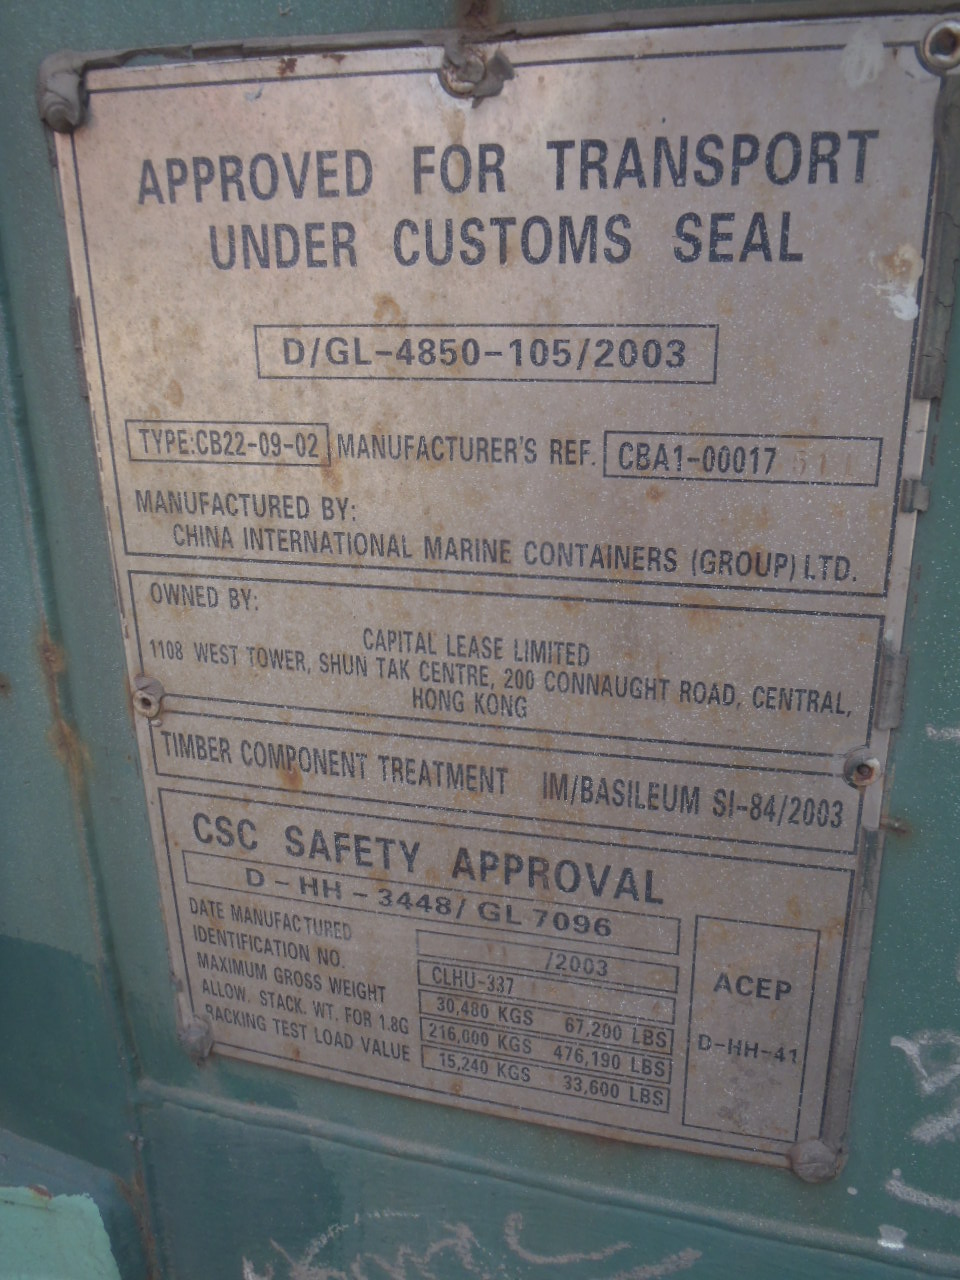 APPROVED FOR TRANSPORT
UNDER CUSTOMS SEAL
D/GL-4850-105/2003
TYPE:CB22-09-02 MANUFACTURER'S REF. CBA1-00017
MANUFACTURED BY:
CHINA INTERNATIONAL MARINE CONTAINERS (GROUP) LTD.
OWNED BY:
CAPITAL LEASE LIMITED
1108 WEST TOWER, SHUN TAK CENTRE, 200 CONNAUGHT ROAD, CENTRAL,
HONG KONG
TIMBER COMPONENT TREATMENT IM/BASILEUM SI-84/2003
CSC SAFETY APPROVAL
D-HH-3448/GL 7096
DATE MANUFACTURED /2003
IDENTIFICATION NO. CLHU-337
MAXIMUM GROSS WEIGHT 30,480 KGS 67,200 LBS
ALLOW. STACK. WT. FOR 1.8G 216,000 KGS 476,190 LBS
RACKING TEST LOAD VALUE 15,240 KGS 33,600 LBS
ACEP
D-HH-41